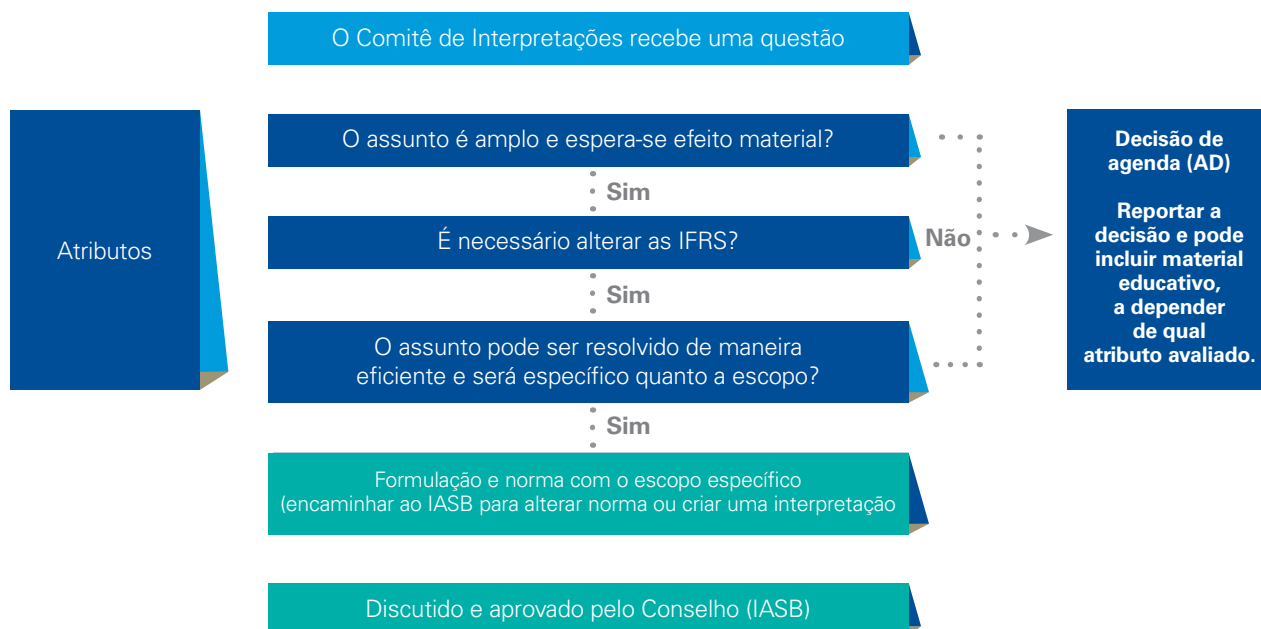 O Comitê de Interpretações recebe uma questão
Atributos
O assunto é amplo e espera-se efeito material?
Sim
É necessário alterar as IFRS?
Não
Sim
O assunto pode ser resolvido de maneira
eficiente e será específico quanto a escopo?
Sim
Formulação e norma com o escopo específico
(encaminhar ao IASB para alterar norma ou criar uma interpretação
Discutido e aprovado pelo Conselho (IASB)
Decisão de
agenda (AD)
Reportar a
decisão e pode
incluir material
educativo,
a depender
de qual
atributo avaliado.